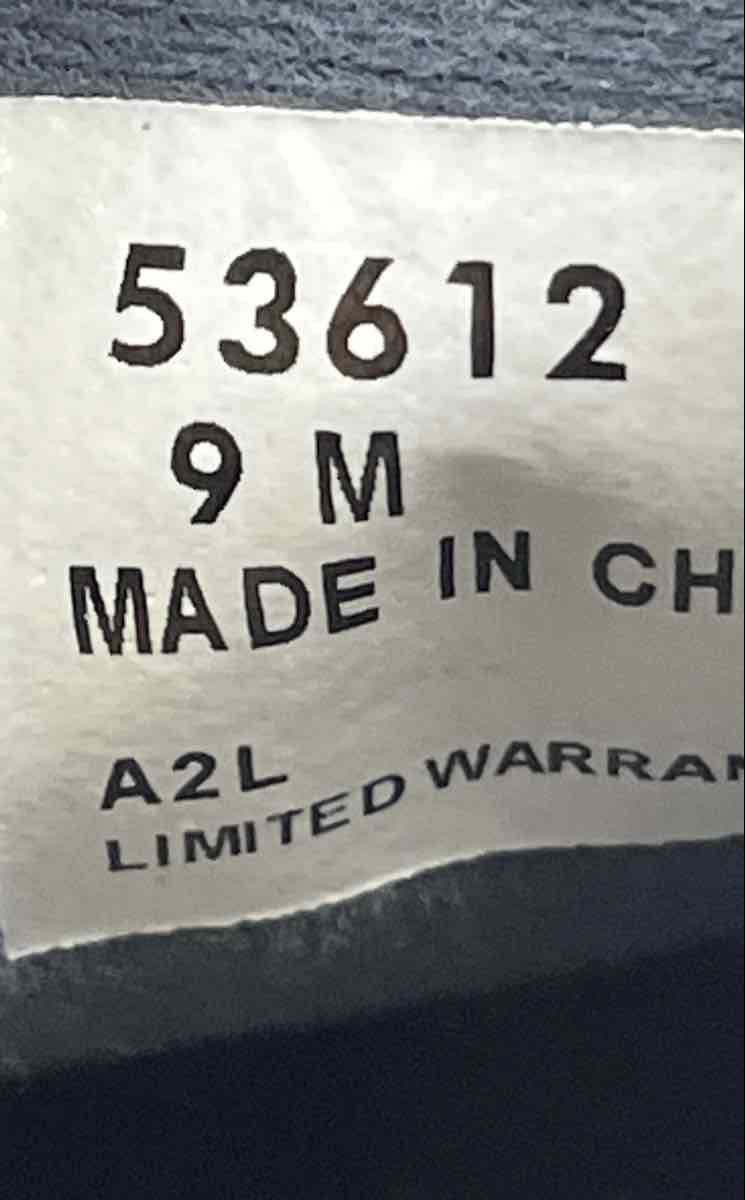 53612
9 M
MADE IN CH
A2L
LIMITED WARRAN